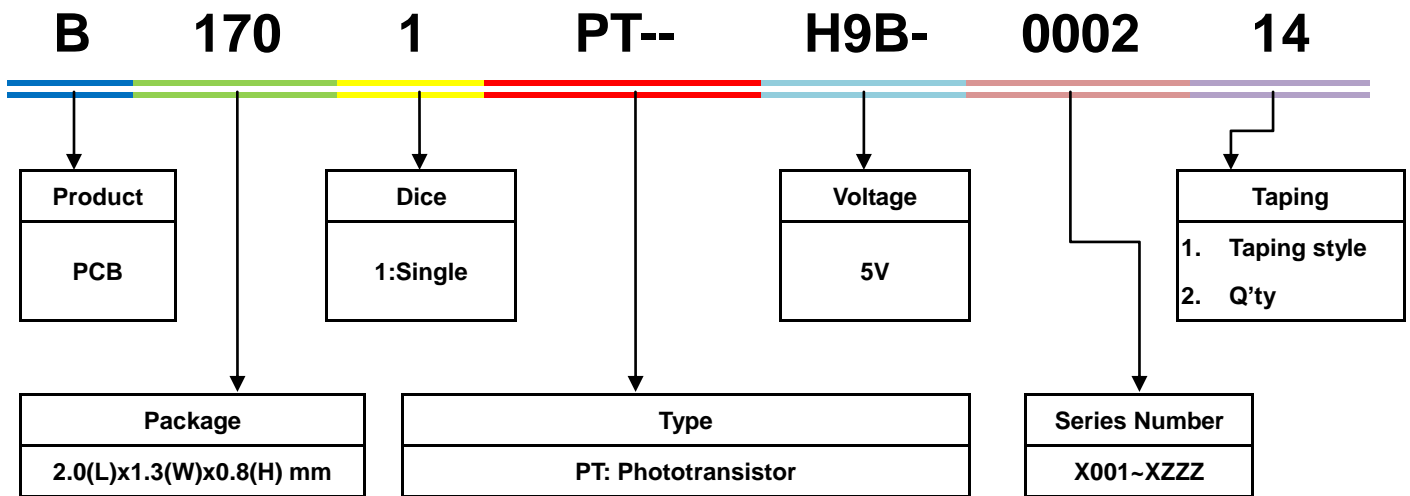 B 170 1 PT-- H9B- 0002 14
Product
PCB
Dice
1:Single
Voltage
5V
Taping
1. Taping style
2. Q’ty
Package
2.0(L)x1.3(W)x0.8(H) mm
Type
PT: Phototransistor
Series Number
X001~XZZZ